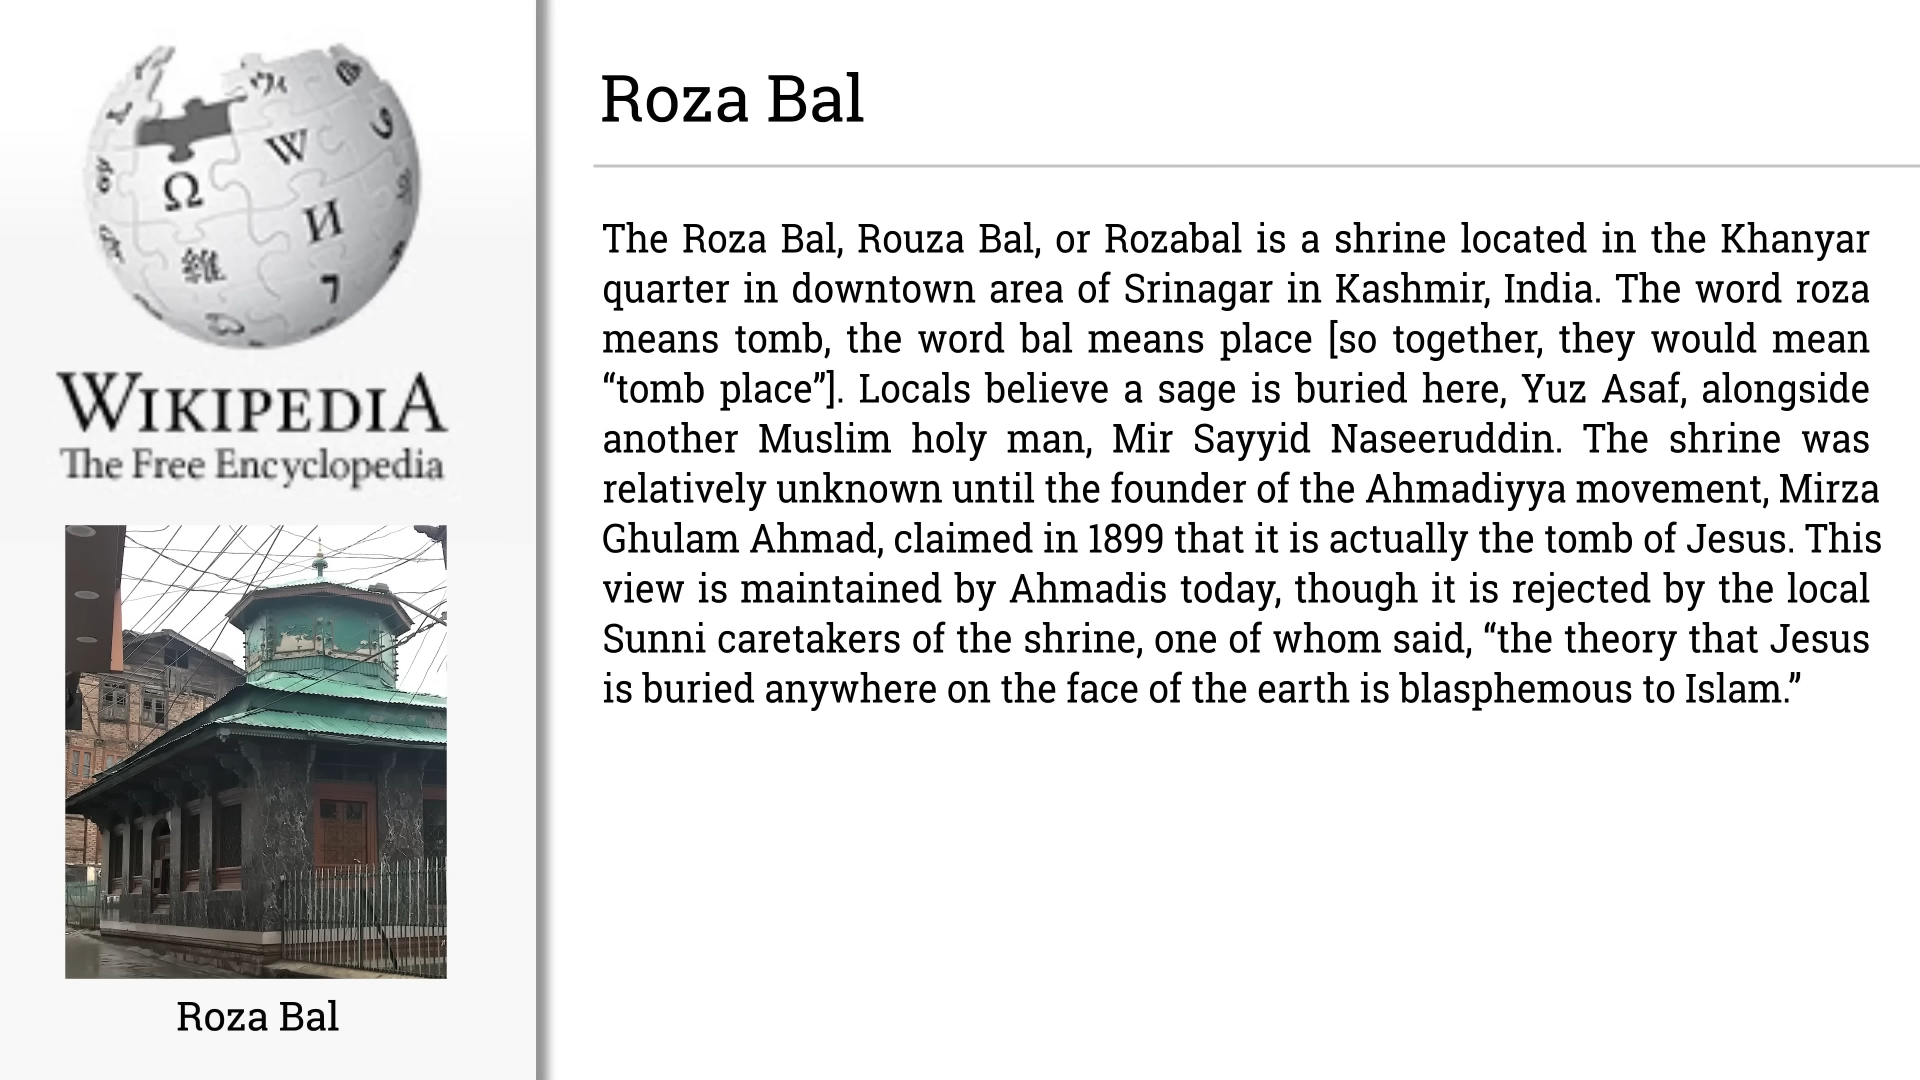 Ω
W
И
維
ל
WIKIPEDIA
The Free Encyclopedia
Roza Bal
Roza Bal
The Roza Bal, Rouza Bal, or Rozabal is a shrine located in the Khanyar
quarter in downtown area of Srinagar in Kashmir, India. The word roza
means tomb, the word bal means place [so together, they would mean
“tomb place”]. Locals believe a sage is buried here, Yuz Asaf, alongside
another Muslim holy man, Mir Sayyid Naseeruddin. The shrine was
relatively unknown until the founder of the Ahmadiyya movement, Mirza
Ghulam Ahmad, claimed in 1899 that it is actually the tomb of Jesus. This
view is maintained by Ahmadis today, though it is rejected by the local
Sunni caretakers of the shrine, one of whom said, “the theory that Jesus
is buried anywhere on the face of the earth is blasphemous to Islam.”